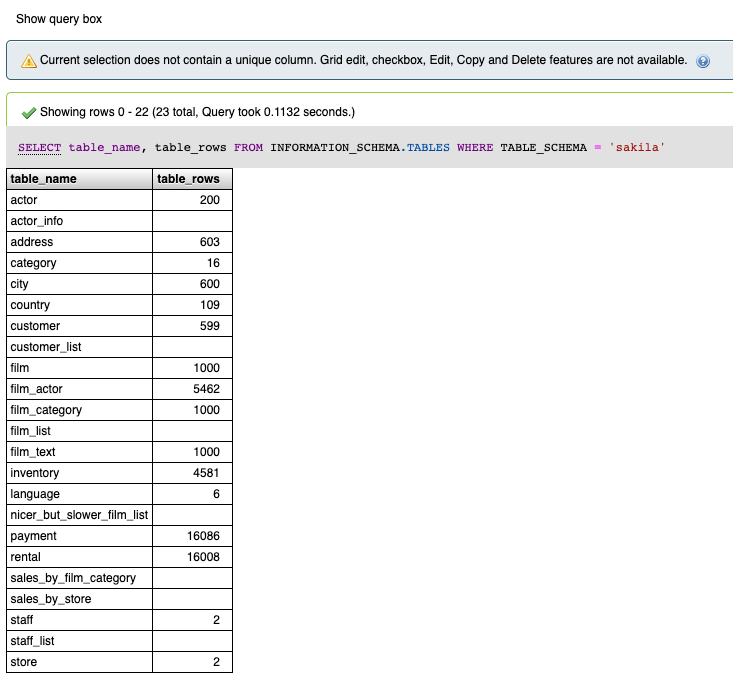 Show query box
Current selection does not contain a unique column. Grid edit, checkbox, Edit, Copy and Delete features are not available.
Showing rows 0 - 22 (23 total, Query took 0.1132 seconds.)
SELECT table_name, table_rows FROM INFORMATION_SCHEMA.TABLES WHERE TABLE_SCHEMA = 'sakila'
table_name table_rows
actor 200
actor_info
address 603
category 16
city 600
country 109
customer 599
customer_list
film 1000
film_actor 5462
film_category 1000
film_list
film_text 1000
inventory 4581
language 6
nicer_but_slower_film_list
payment 16086
rental 16008
sales_by_film_category
sales_by_store
staff 2
staff_list
store 2